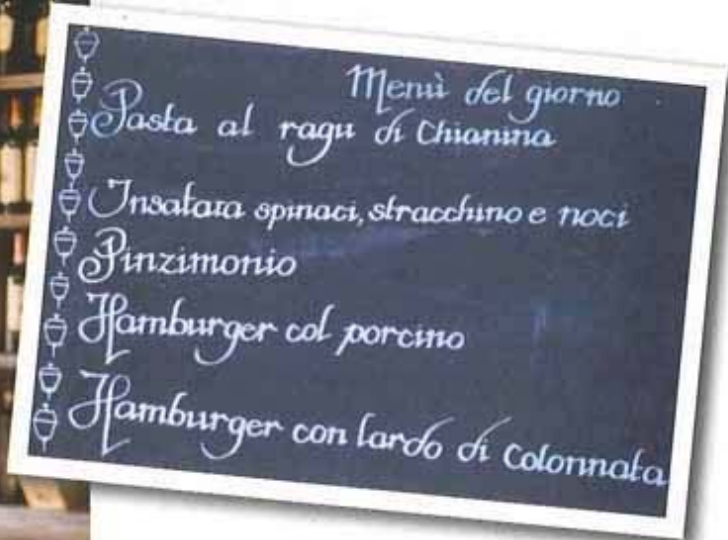 Menù del giorno
Pasta al ragu di Chianina
Insalata spinaci, stracchino e noci
Pinzimonio
Hamburger col porcino
Hamburger con lardo di Colonnata